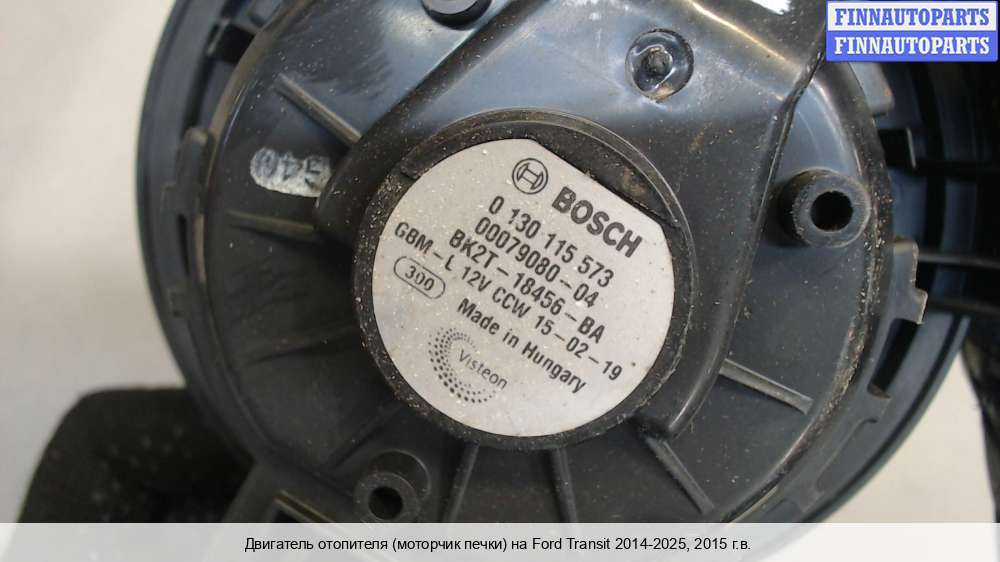 FINNAUTOPARTS
FINNAUTOPARTS
BOSCH
0 130 115 573
00079080-04
BK2T-18456-BA
GBM-L 12V CCW 15-02-19
300
Made in Hungary
Visteon
Двигатель отопителя (моторчик печки) на Ford Transit 2014-2025, 2015 г.в.